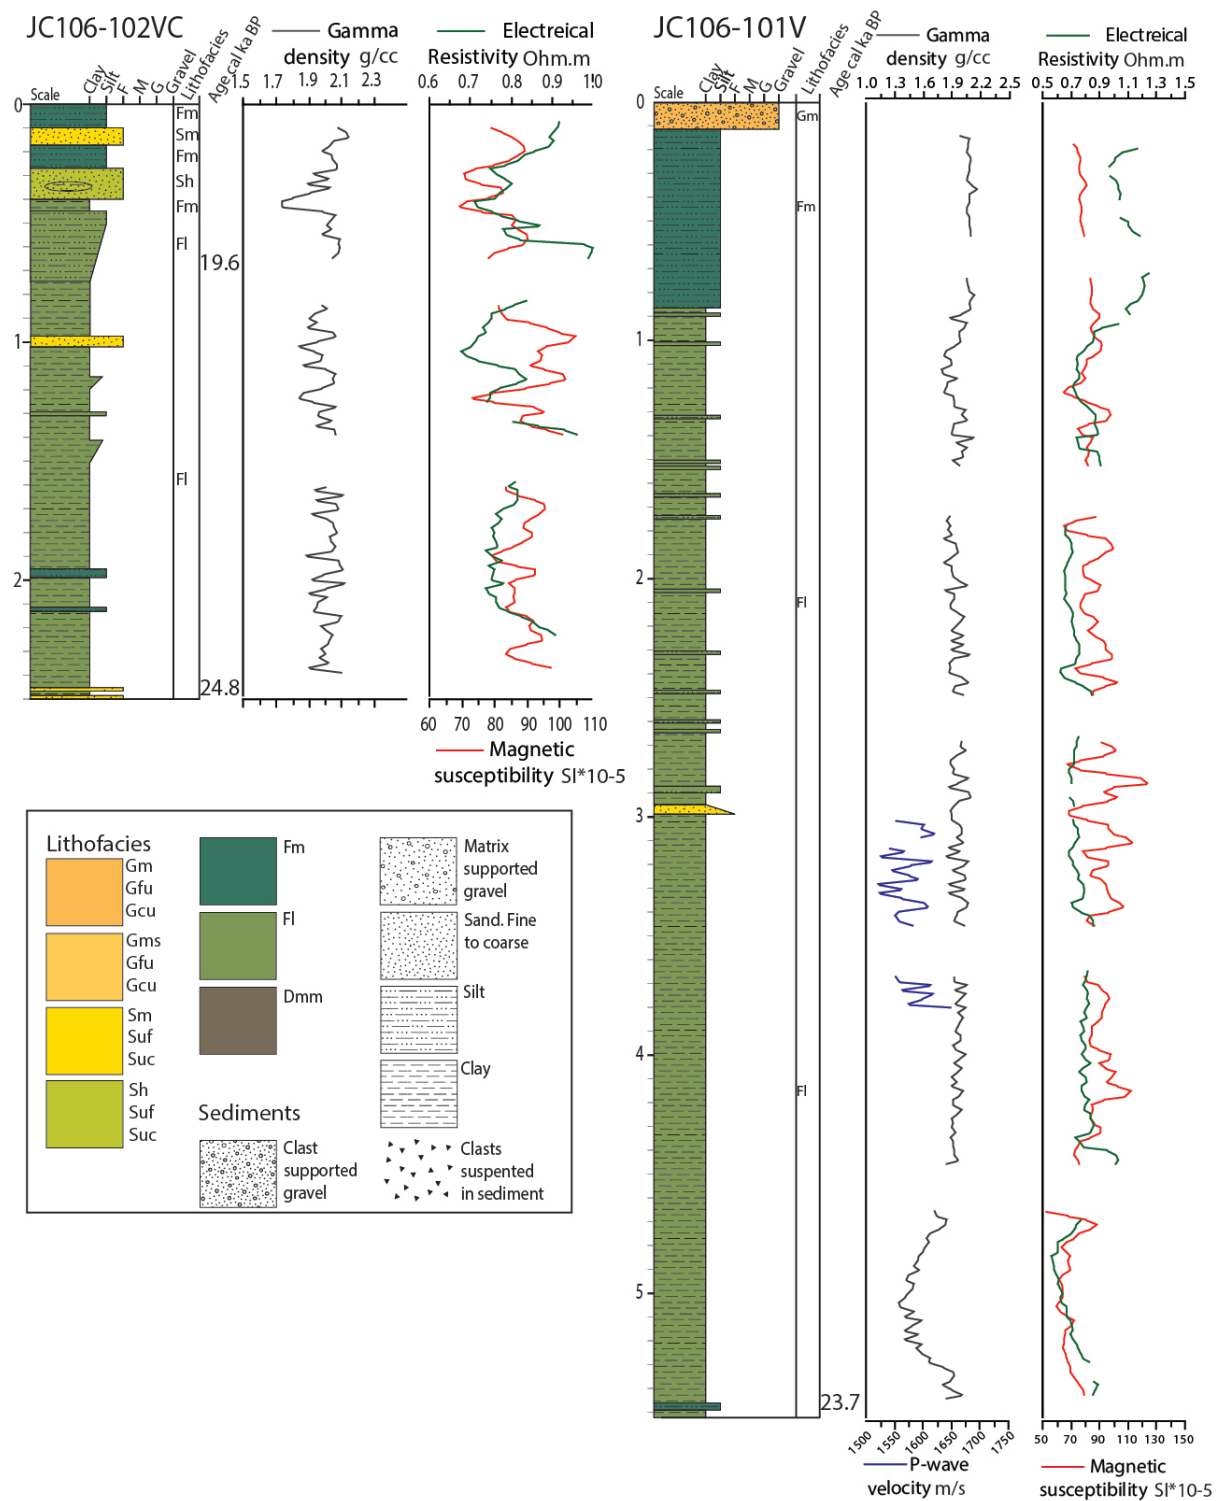 JC106-102VC
Gamma
density g/cc
Electreical
Resistivity Ohm.m
Scale
Clay
Silt
F
M
G
Gravel
Lithofacies
Age cal ka BP
1.5 1.7 1.9 2.1 2.3
0.6 0.7 0.8 0.9 1.0
0
Fm
Sm
Fm
Sh
Fm
Fl
19.6
1
Fl
2
24.8
60 70 80 90 100 110
Magnetic
susceptibility SI*10-5
JC106-101V
Gamma
density g/cc
Electreical
Resistivity Ohm.m
Scale
Clay
Silt
F
M
G
Gravel
Lithofacies
Age cal ka BP
1.0 1.3 1.6 1.9 2.2 2.5
0.5 0.7 0.9 1.1 1.3 1.5
0
Gm
Fm
1
2
Fl
3
4
Fl
5
23.7
1500 1550 1600 1650 1700 1750
P-wave
velocity m/s
50 70 90 110 130 150
Magnetic
susceptibility SI*10-5
Lithofacies
Gm
Gfu
Gcu
Gms
Gfu
Gcu
Sm
Suf
Suc
Sh
Suf
Suc
Fm
Fl
Dmm
Sediments
Clast
supported
gravel
Matrix
supported
gravel
Sand. Fine
to coarse
Silt
Clay
Clasts
suspented
in sediment